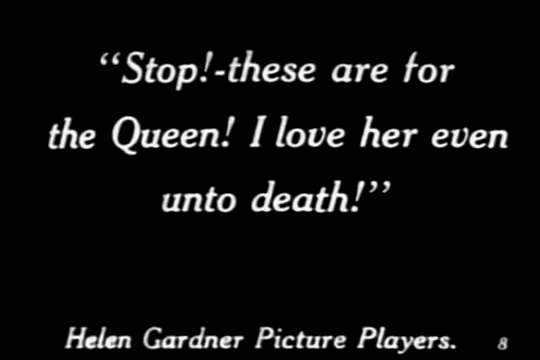 “Stop!-these are for
the Queen! I love her even
unto death!”
Helen Gardner Picture Players. 8